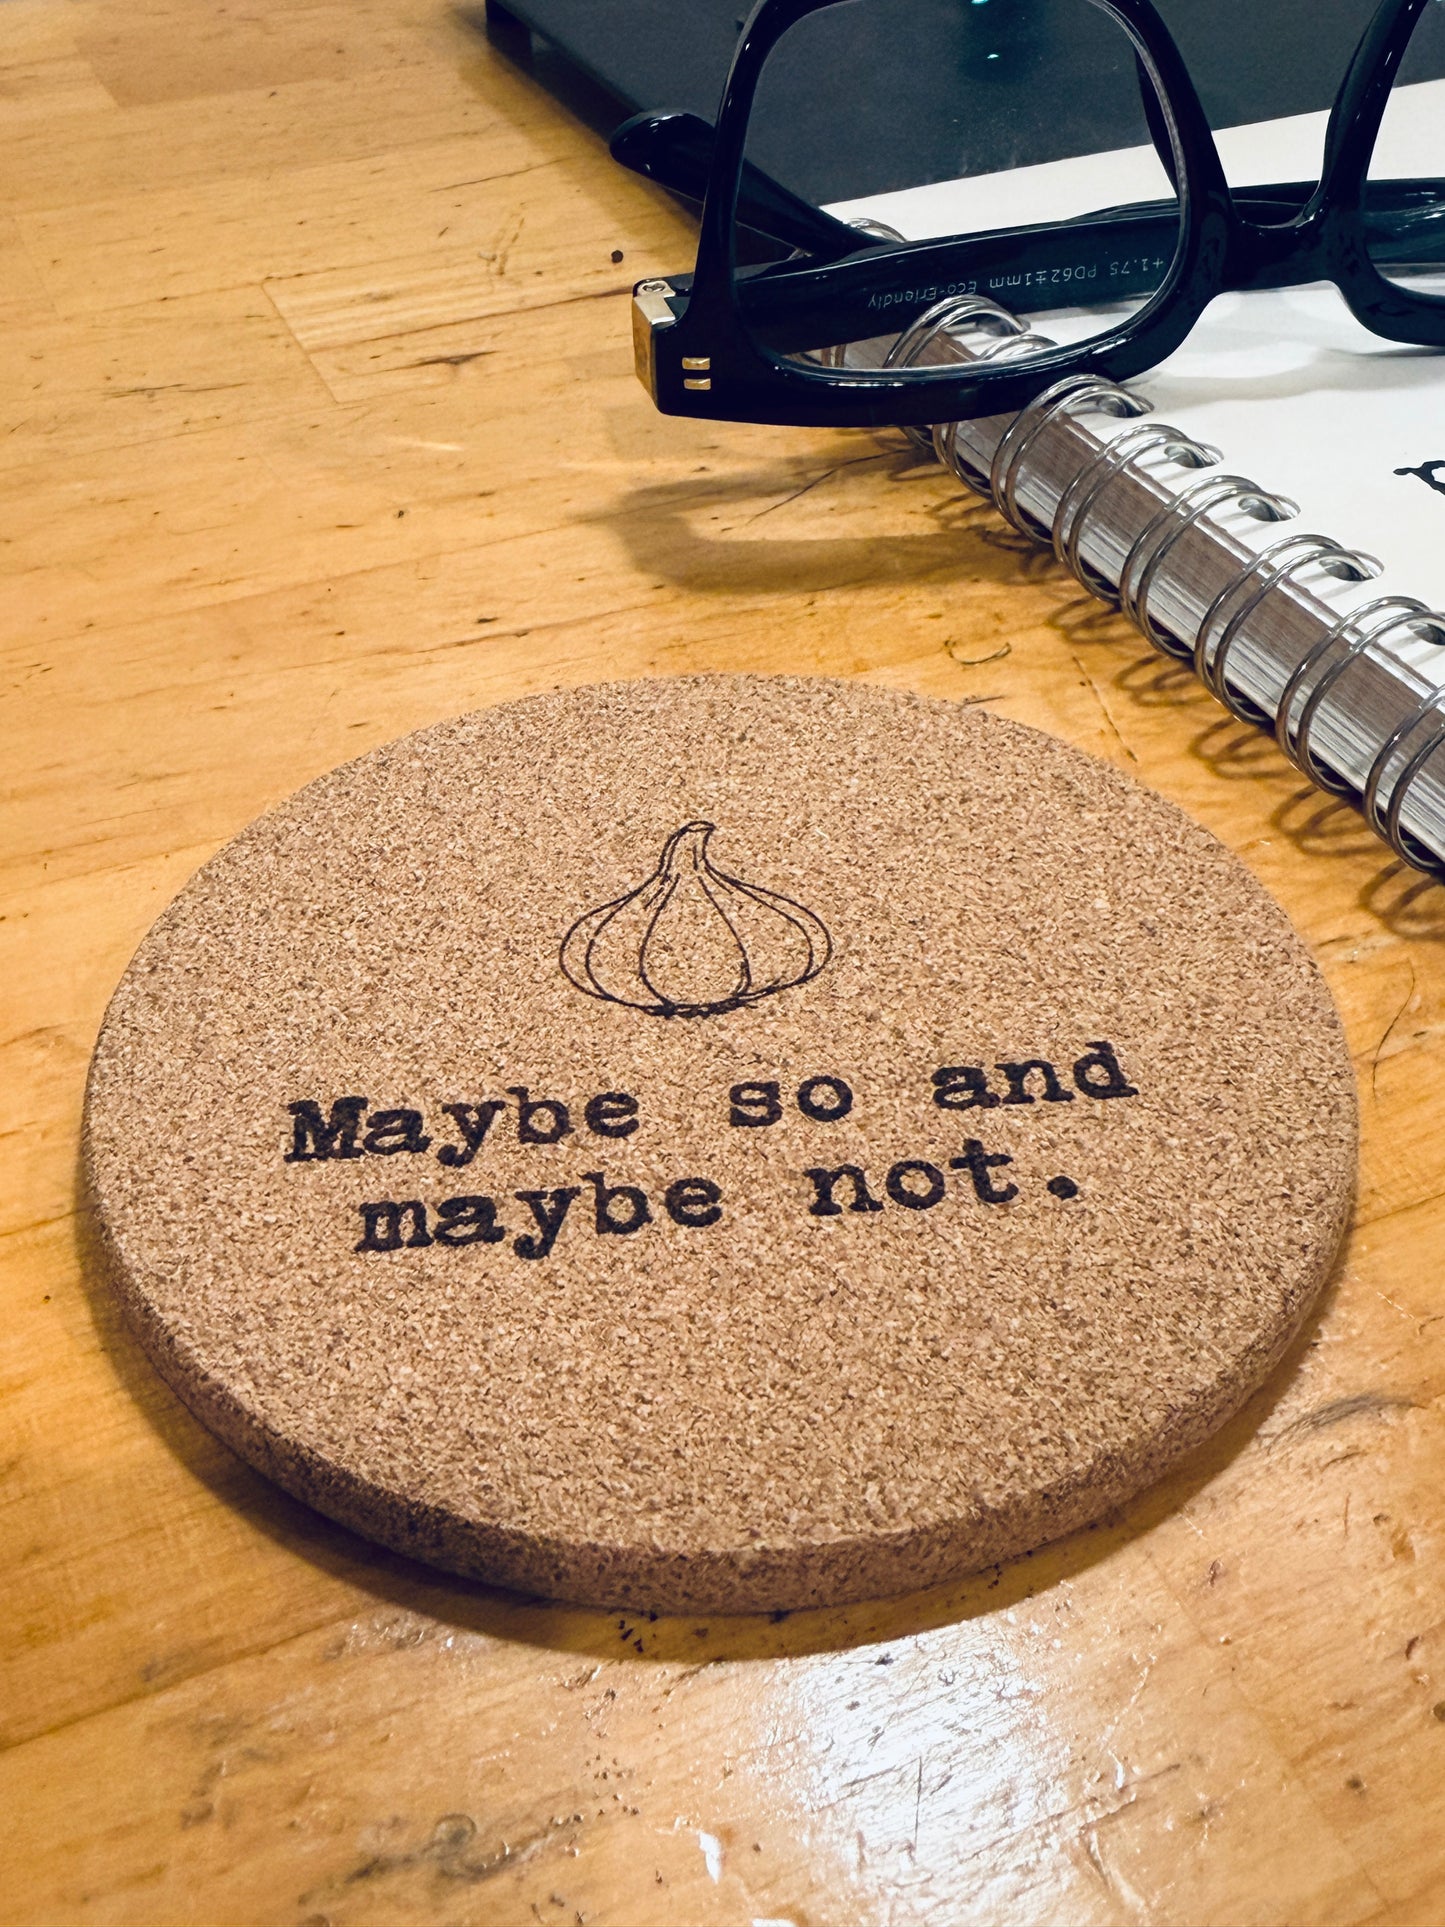 +1.75 PD62±1mm Eco-Friendly
Maybe so and
maybe not.